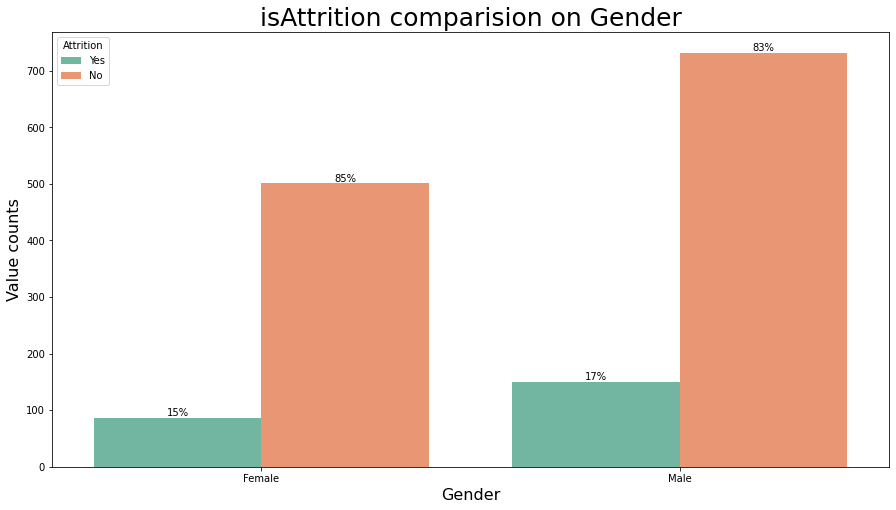 isAttrition comparision on Gender
Attrition
Yes
No
Value counts
700
600
500
400
300
200
100
0
15%
85%
17%
83%
Female
Male
Gender